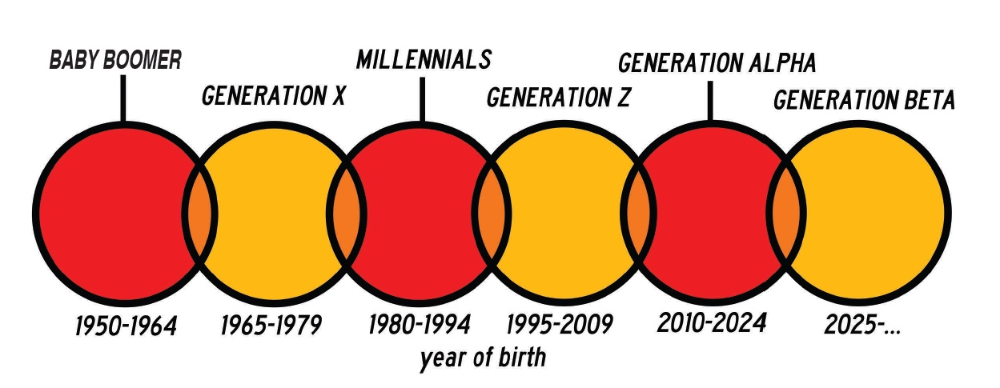 BABY BOOMER
GENERATION X
MILLENNIALS
GENERATION Z
GENERATION ALPHA
GENERATION BETA
1950-1964
1965-1979
1980-1994
1995-2009
2010-2024
2025-...
year of birth